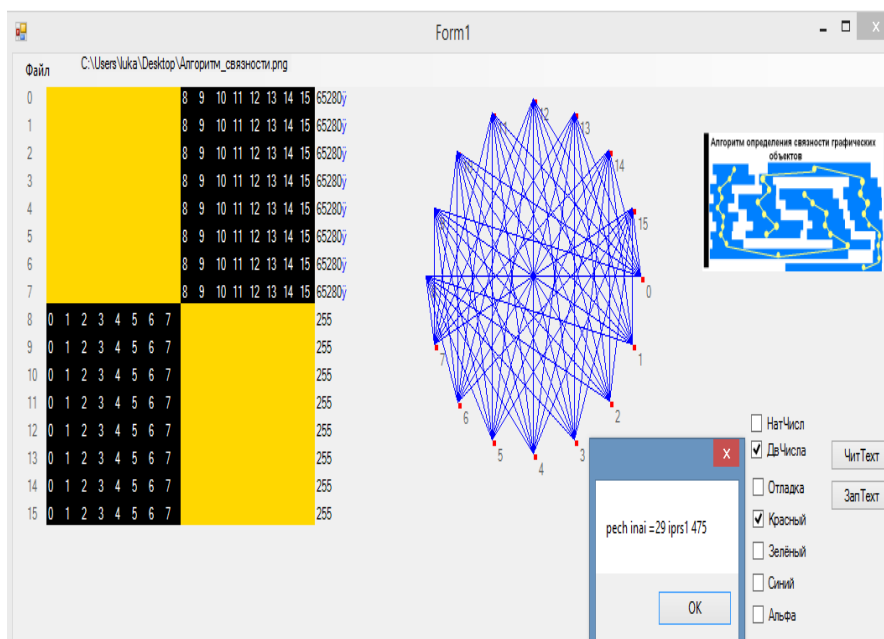 Form1
Файл
C:\Users\luka\Desktop\Алгоритм_связности.png
0 8 9 10 11 12 13 14 15 65280ÿ
1 8 9 10 11 12 13 14 15 65280ÿ
2 8 9 10 11 12 13 14 15 65280ÿ
3 8 9 10 11 12 13 14 15 65280ÿ
4 8 9 10 11 12 13 14 15 65280ÿ
5 8 9 10 11 12 13 14 15 65280ÿ
6 8 9 10 11 12 13 14 15 65280ÿ
7 8 9 10 11 12 13 14 15 65280ÿ
8 0 1 2 3 4 5 6 7 255
9 0 1 2 3 4 5 6 7 255
10 0 1 2 3 4 5 6 7 255
11 0 1 2 3 4 5 6 7 255
12 0 1 2 3 4 5 6 7 255
13 0 1 2 3 4 5 6 7 255
14 0 1 2 3 4 5 6 7 255
15 0 1 2 3 4 5 6 7 255
12
13
14
15
0
1
2
3
4
5
6
7
Алгоритм определения связности графических
объектов
pech inai =29 iprs1 475
OK
НатЧисл
ДвЧисла
Отладка
Красный
Зелёный
Синий
Альфа
ЧитТехт
ЗапТехт